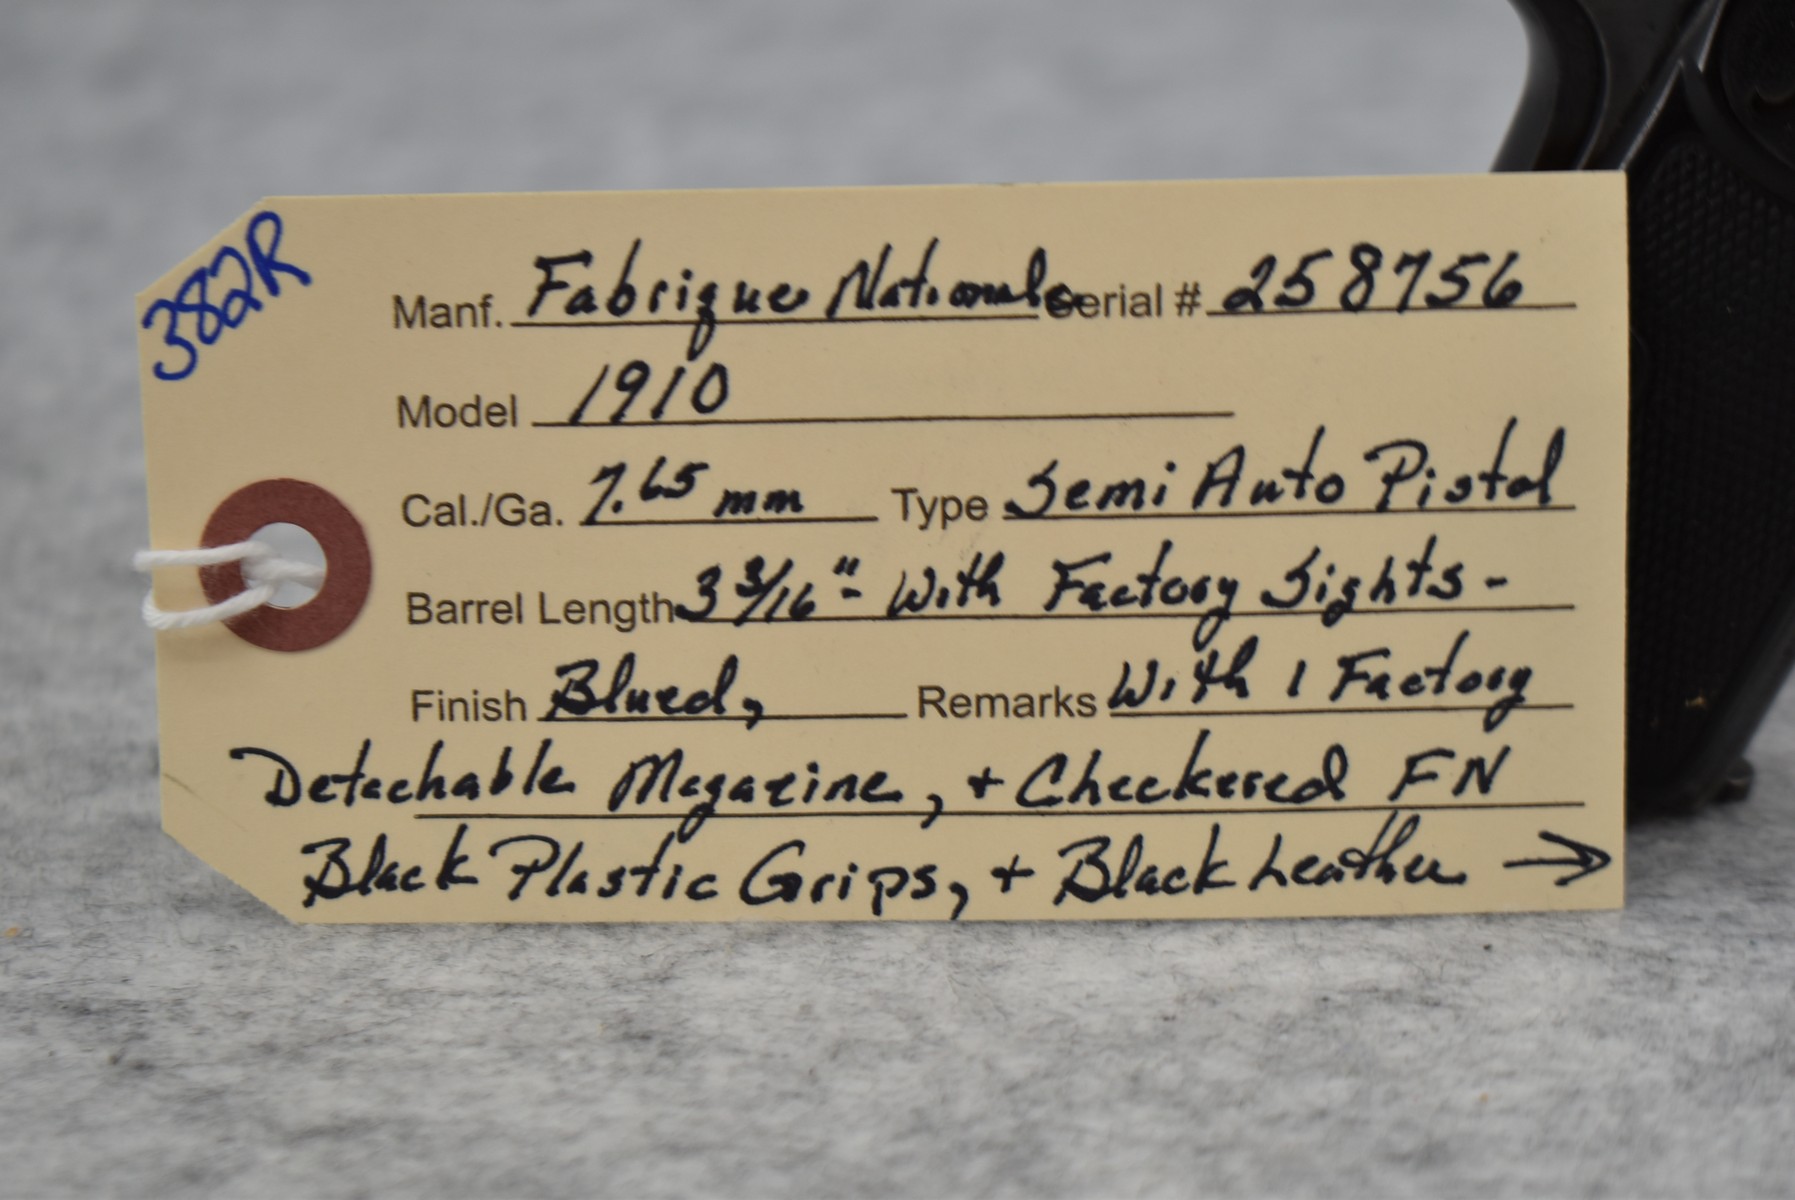 382R
Manf. Fabrique Nationale Serial # 258756
Model 1910
Cal./Ga. 7.65 mm Type Semi Auto Pistol
Barrel Length 3 3/16" - With Factory Sights -
Finish Blued, Remarks With 1 Factory
Detachable Magazine, + Checkered FN
Black Plastic Grips, + Black Leather →